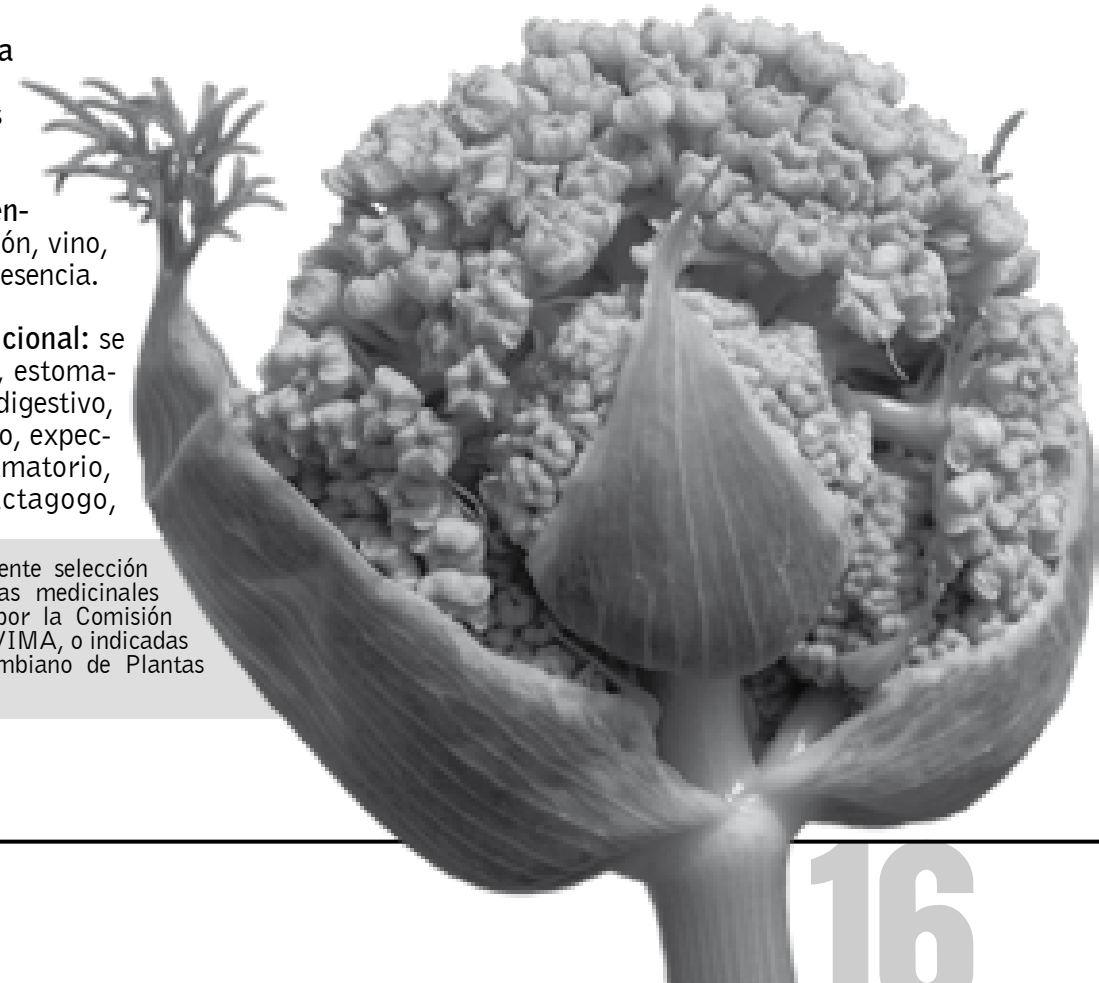 a
s
en-
ón, vino,
esencia.
cional: se
, estoma-
digestivo,
o, expec-
matorio,
ctagogo,
ente selección
as medicinales
por la Comisión
VIMA, o indicadas
mbiano de Plantas
16